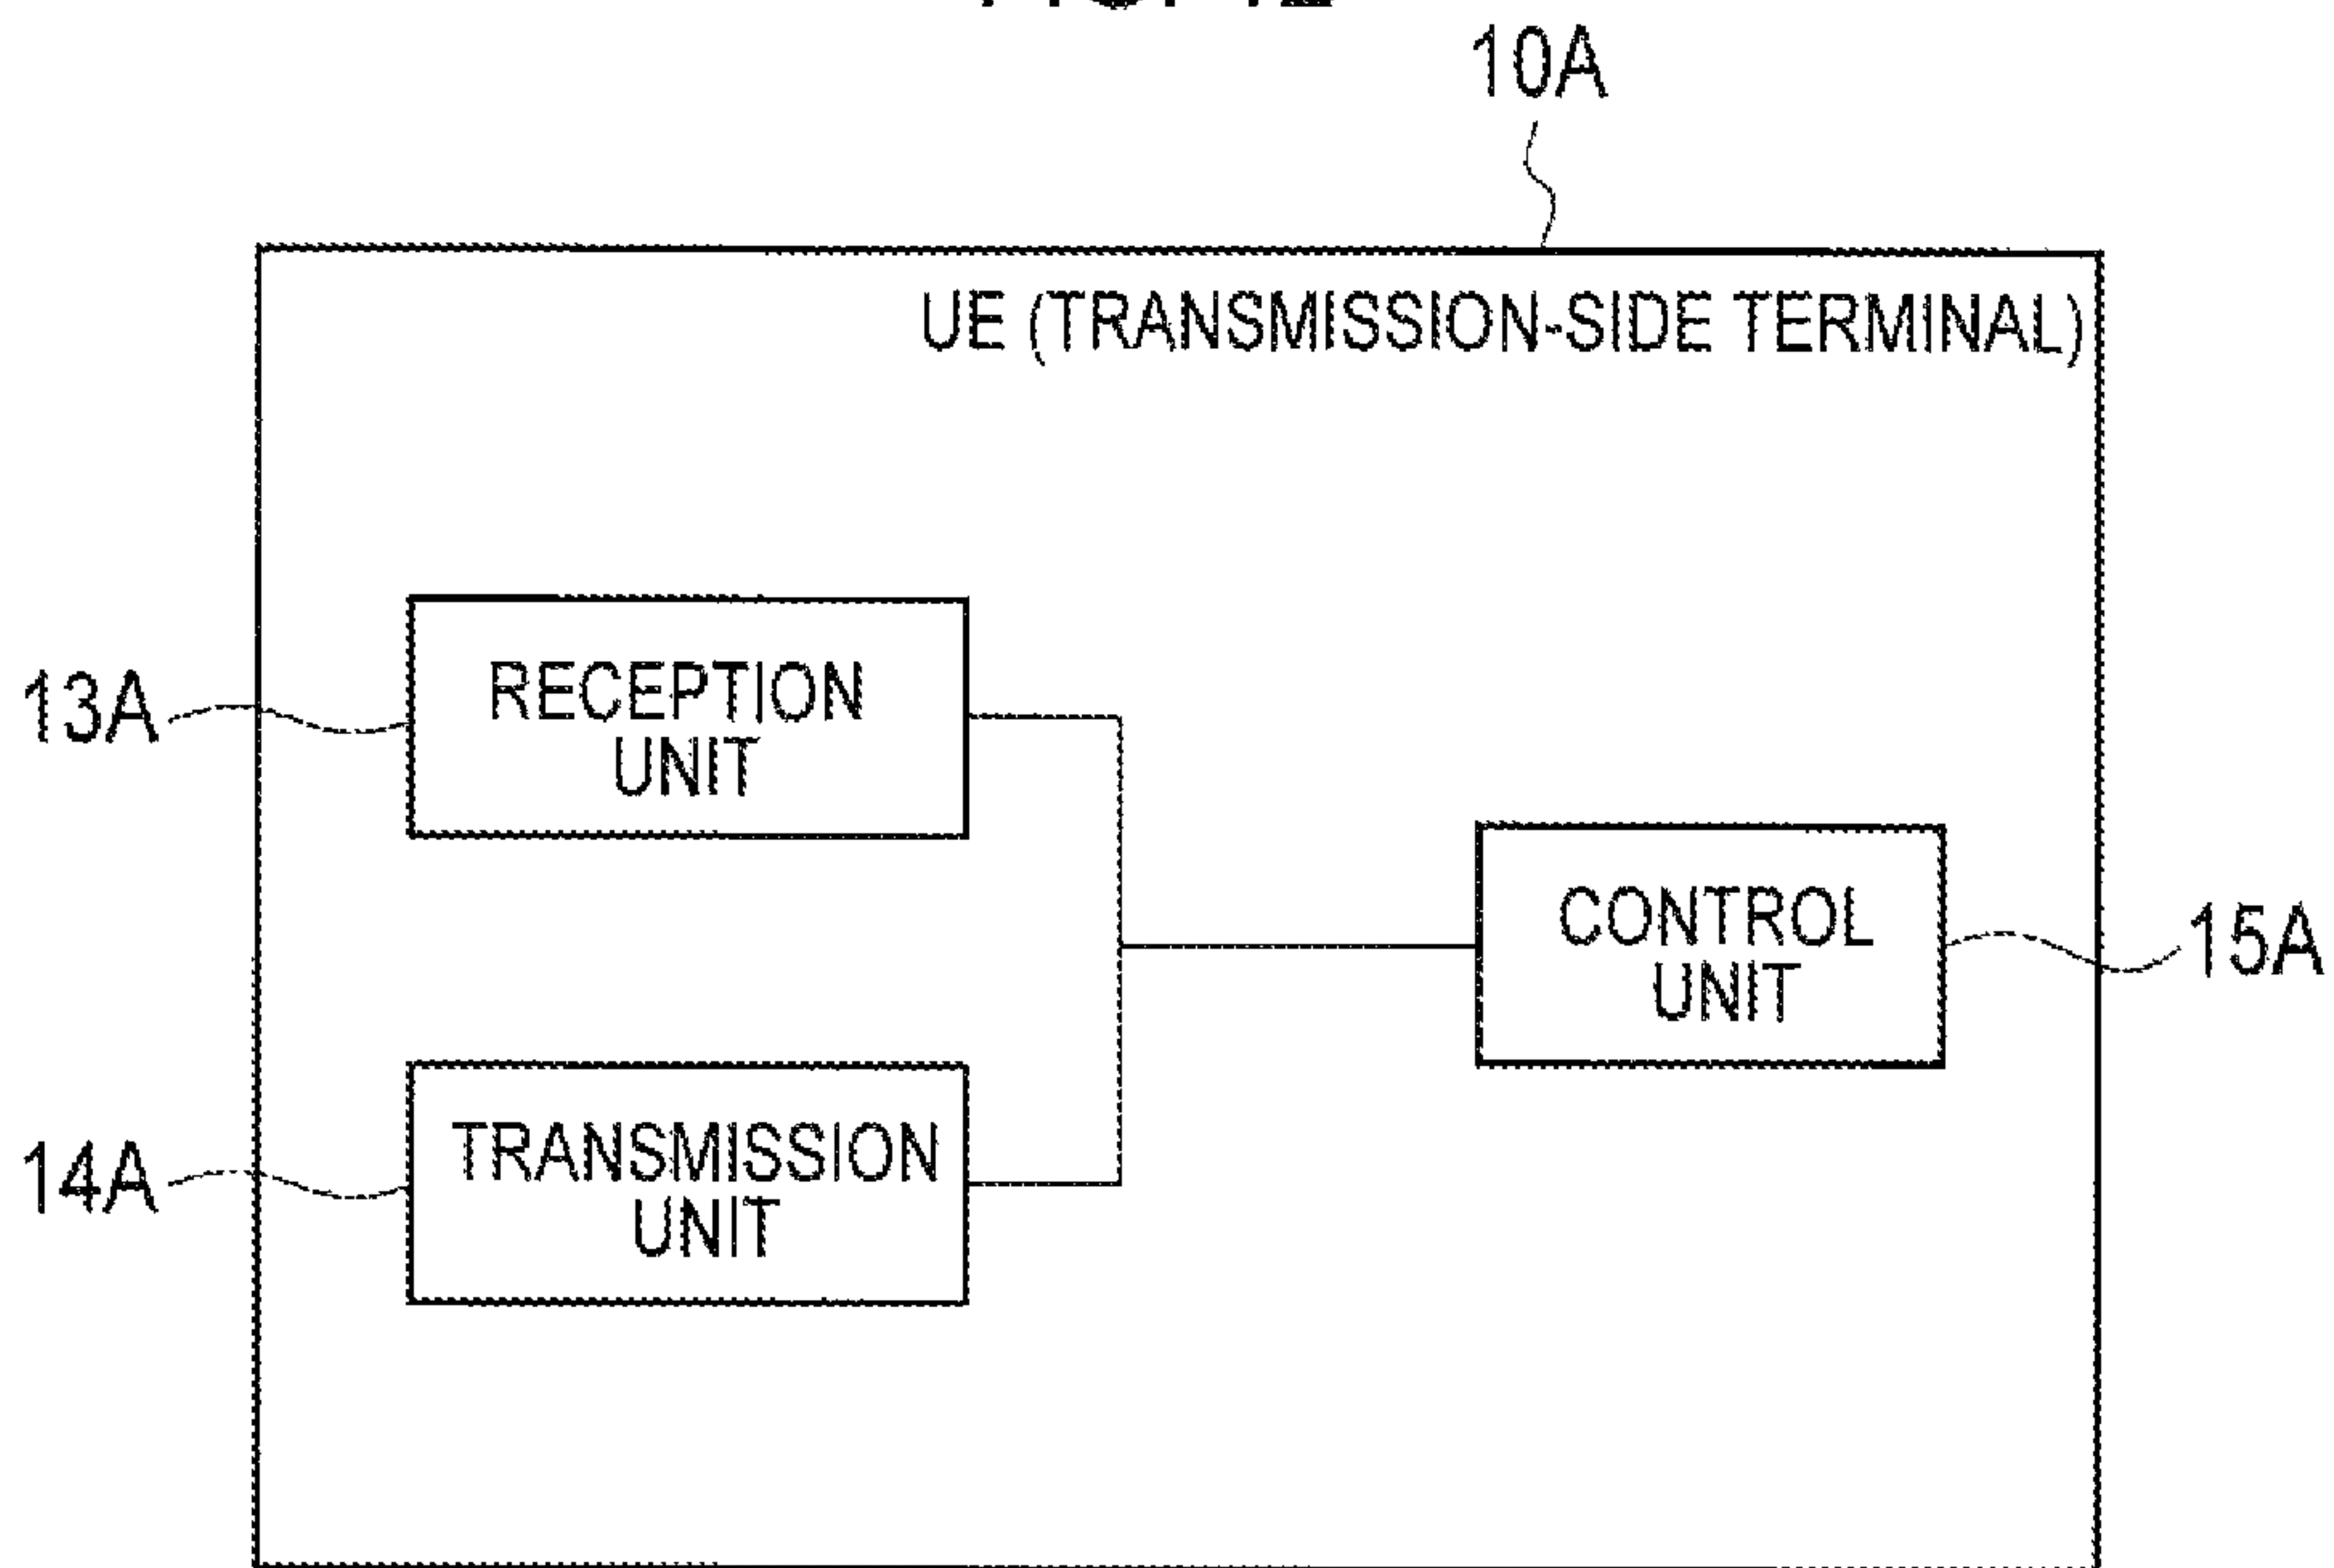 10A
UE (TRANSMISSION-SIDE TERMINAL)
13A
RECEPTION
UNIT
CONTROL
UNIT
15A
14A
TRANSMISSION
UNIT